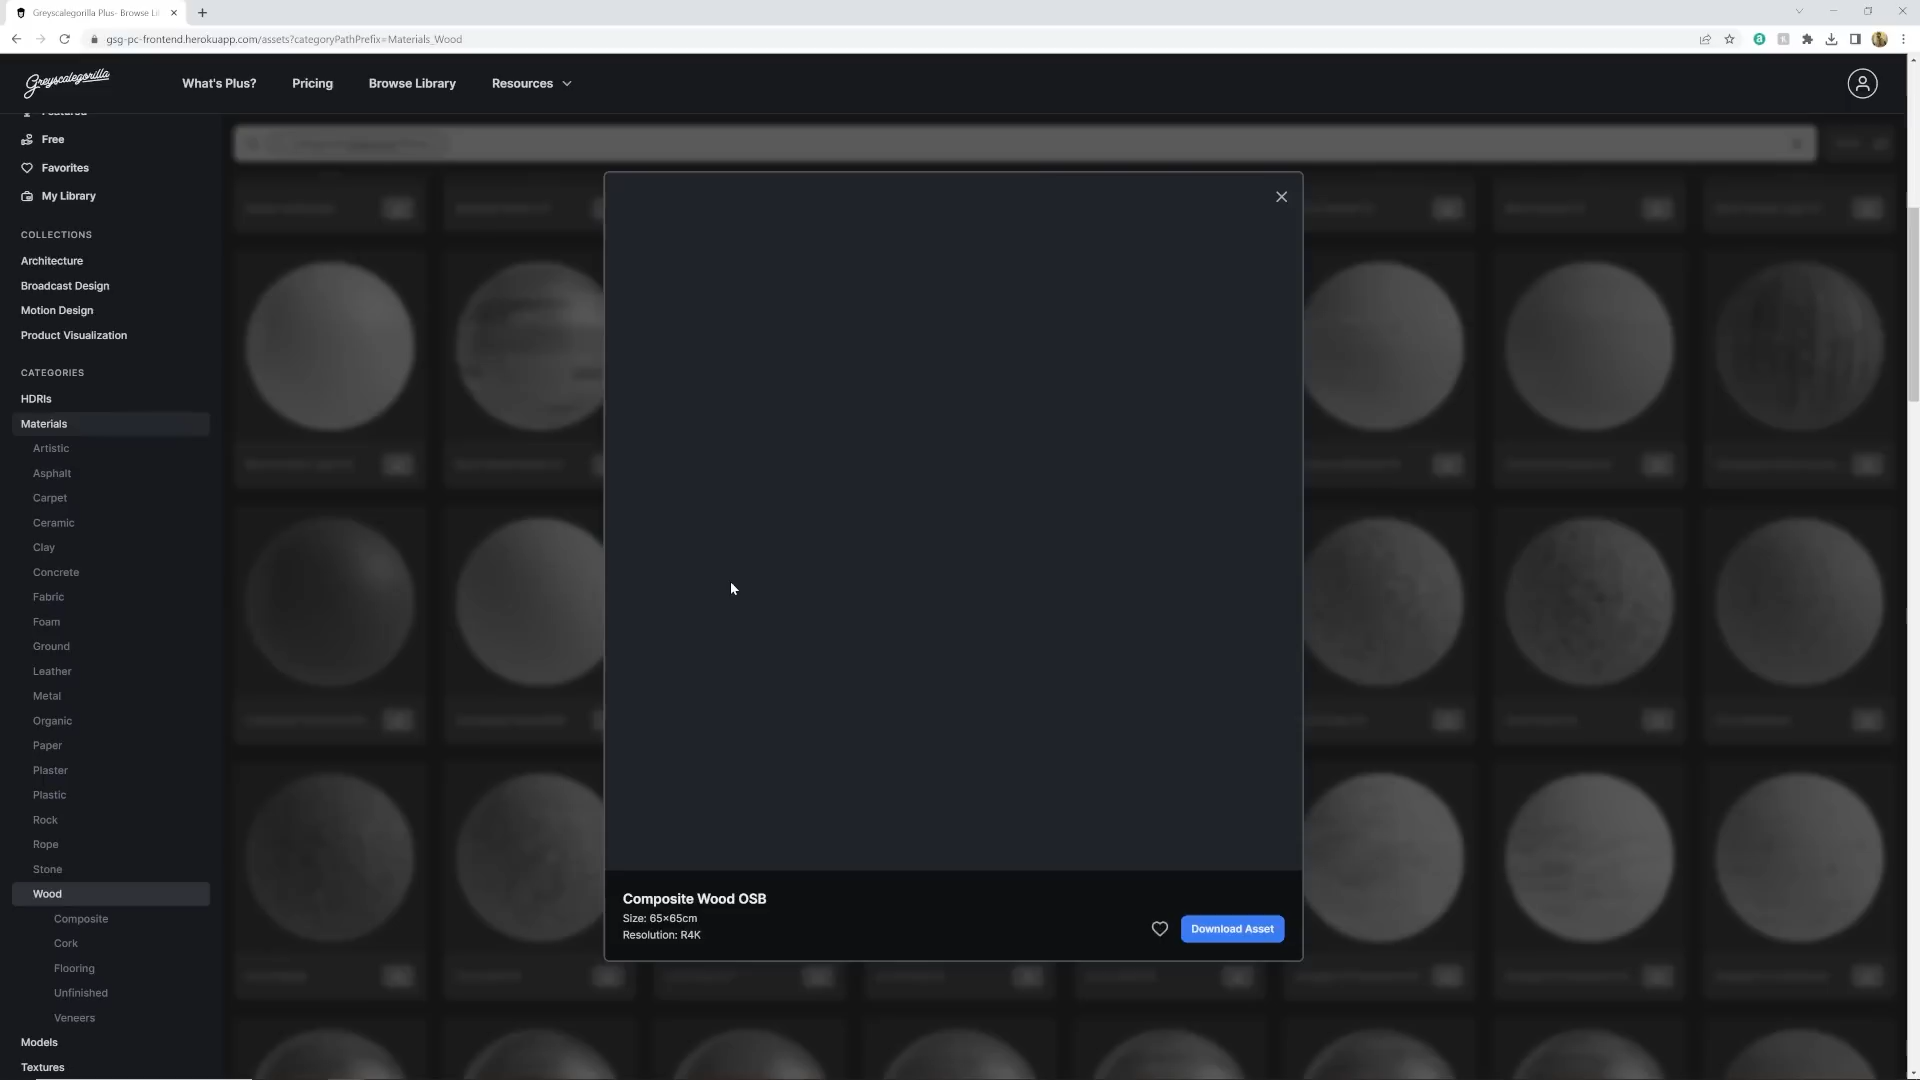 Greyscalegorilla Plus- Browse Li
gsg-pc-frontend.herokuapp.com/assets?categoryPathPrefix=Materials_Wood
Greyscalegorilla
What's Plus?
Pricing
Browse Library
Resources
Featured
Free
Favorites
My Library
COLLECTIONS
Architecture
Broadcast Design
Motion Design
Product Visualization
CATEGORIES
HDRIs
Materials
Artistic
Asphalt
Carpet
Ceramic
Clay
Concrete
Fabric
Foam
Ground
Leather
Metal
Organic
Paper
Plaster
Plastic
Rock
Rope
Stone
Wood
Composite
Cork
Flooring
Unfinished
Veneers
Models
Textures
Composite Wood OSB
Size: 65×65cm
Resolution: R4K
Download Asset